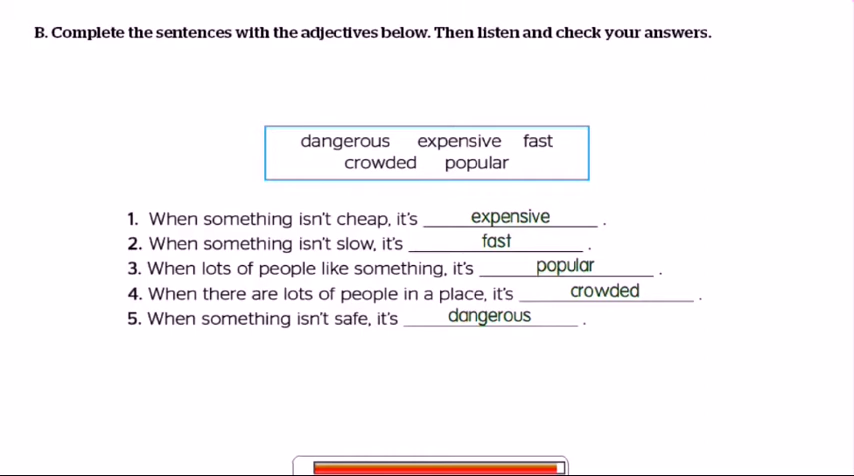 B. Complete the sentences with the adjectives below. Then listen and check your answers.
dangerous expensive fast
crowded popular
1. When something isn't cheap, it's expensive.
2. When something isn't slow, it's fast.
3. When lots of people like something, it's popular.
4. When there are lots of people in a place, it's crowded.
5. When something isn't safe, it's dangerous.